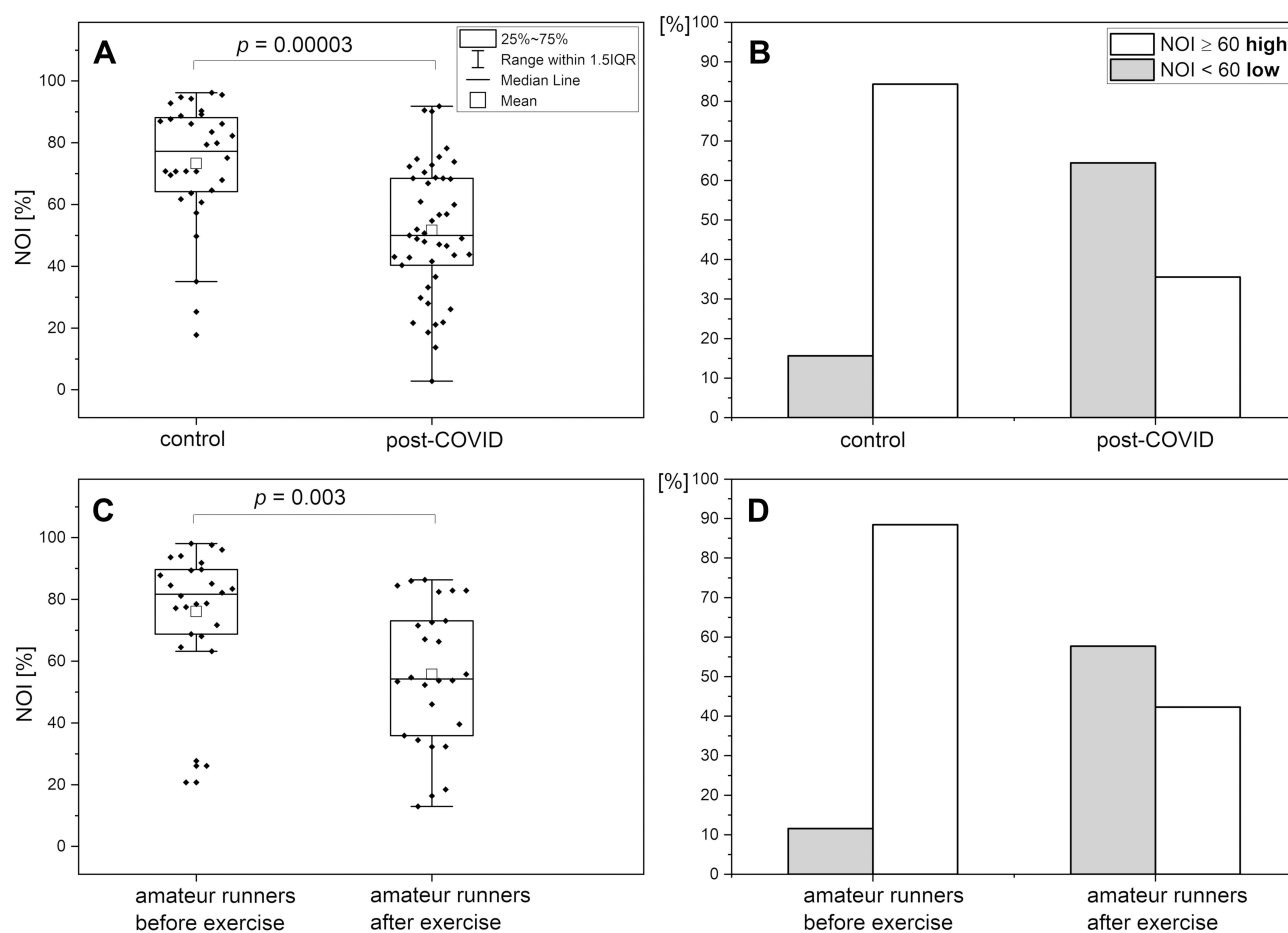 A
p = 0.00003
25%~75%
Range within 1.5IQR
Median Line
Mean
NOI [%]
100
80
60
40
20
0
control
post-COVID
B
[%]
100
90
80
70
60
50
40
30
20
10
0
NOI ≥ 60 high
NOI < 60 low
control
post-COVID
C
p = 0.003
NOI [%]
100
80
60
40
20
0
amateur runners
before exercise
amateur runners
after exercise
D
[%]
100
90
80
70
60
50
40
30
20
10
0
amateur runners
before exercise
amateur runners
after exercise